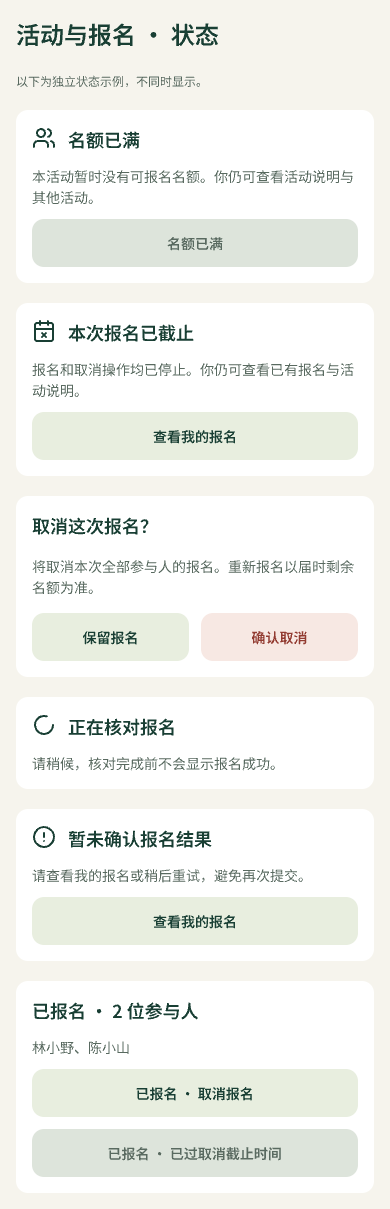 活动与报名 · 状态
以下为独立状态示例，不同时显示。
名额已满
本活动暂时没有可报名名额。你仍可查看活动说明与
其他活动。
名额已满
本次报名已截止
报名和取消操作均已停止。你仍可查看已有报名与活
动说明。
查看我的报名
取消这次报名？
将取消本次全部参与人的报名。重新报名以届时剩余
名额为准。
保留报名
确认取消
正在核对报名
请稍候，核对完成前不会显示报名成功。
暂未确认报名结果
请查看我的报名或稍后重试，避免再次提交。
查看我的报名
已报名 · 2 位参与人
林小野、陈小山
已报名 · 取消报名
已报名 · 已过取消截止时间